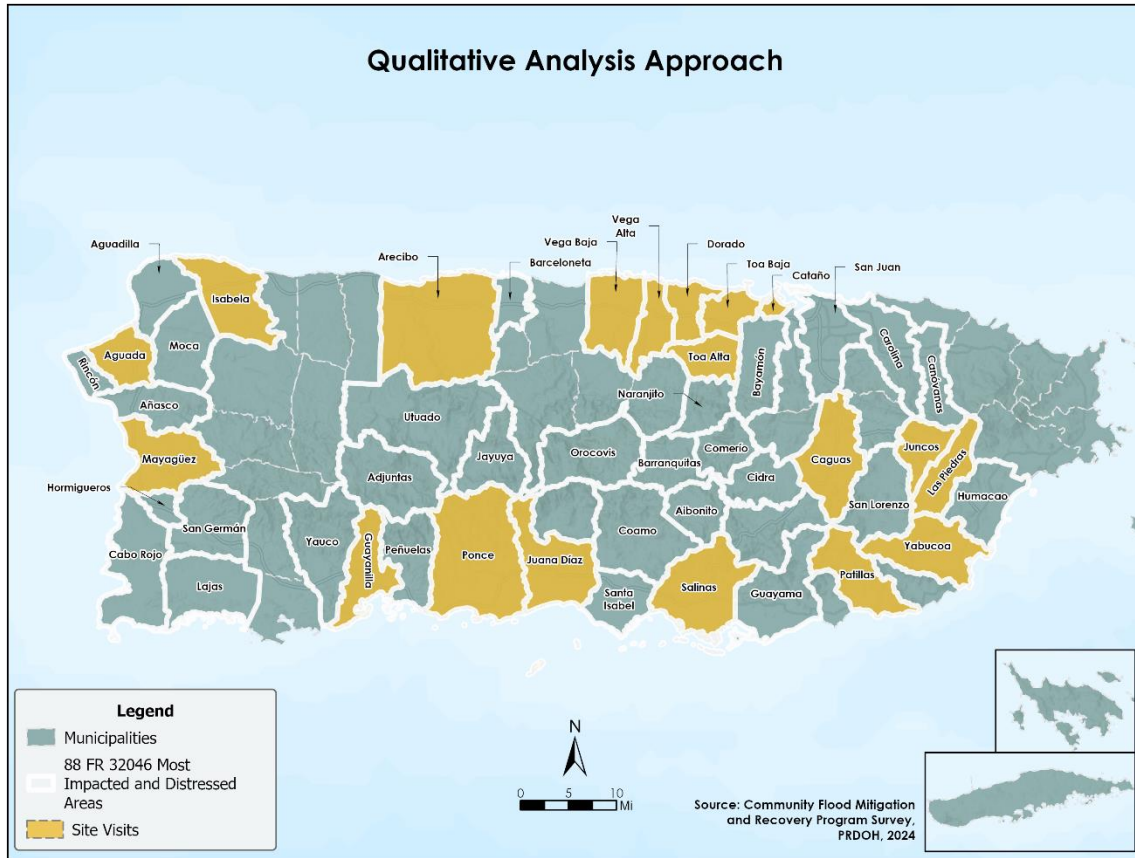 Qualitative Analysis Approach
Vega
Alta
Aguadilla
Arecibo
Vega Baja
Barceloneta
Dorado
Toa Baja
Cataño
San Juan
Isabela
Moca
Aguada
Rincón
Añasco
Toa Alta
Bayamón
Carolina
Canóvanas
Naranjito
Utuado
Mayagüez
Jayuya
Orocovis
Barranquitas
Comerío
Caguas
Juncos
Las Piedras
Adjuntas
Cidra
Humacao
Hormigueros
San Germán
Yauco
Guayanilla
Peñuelas
Ponce
Juana Díaz
Coamo
Aibonito
San Lorenzo
Yabucoa
Cabo Rojo
Lajas
Santa
Isabel
Salinas
Guayama
Patillas
Legend
Municipalities
88 FR 32046 Most
Impacted and Distressed
Areas
Site Visits
N
0 5 10
Mi
Source: Community Flood Mitigation
and Recovery Program Survey,
PRDOH, 2024